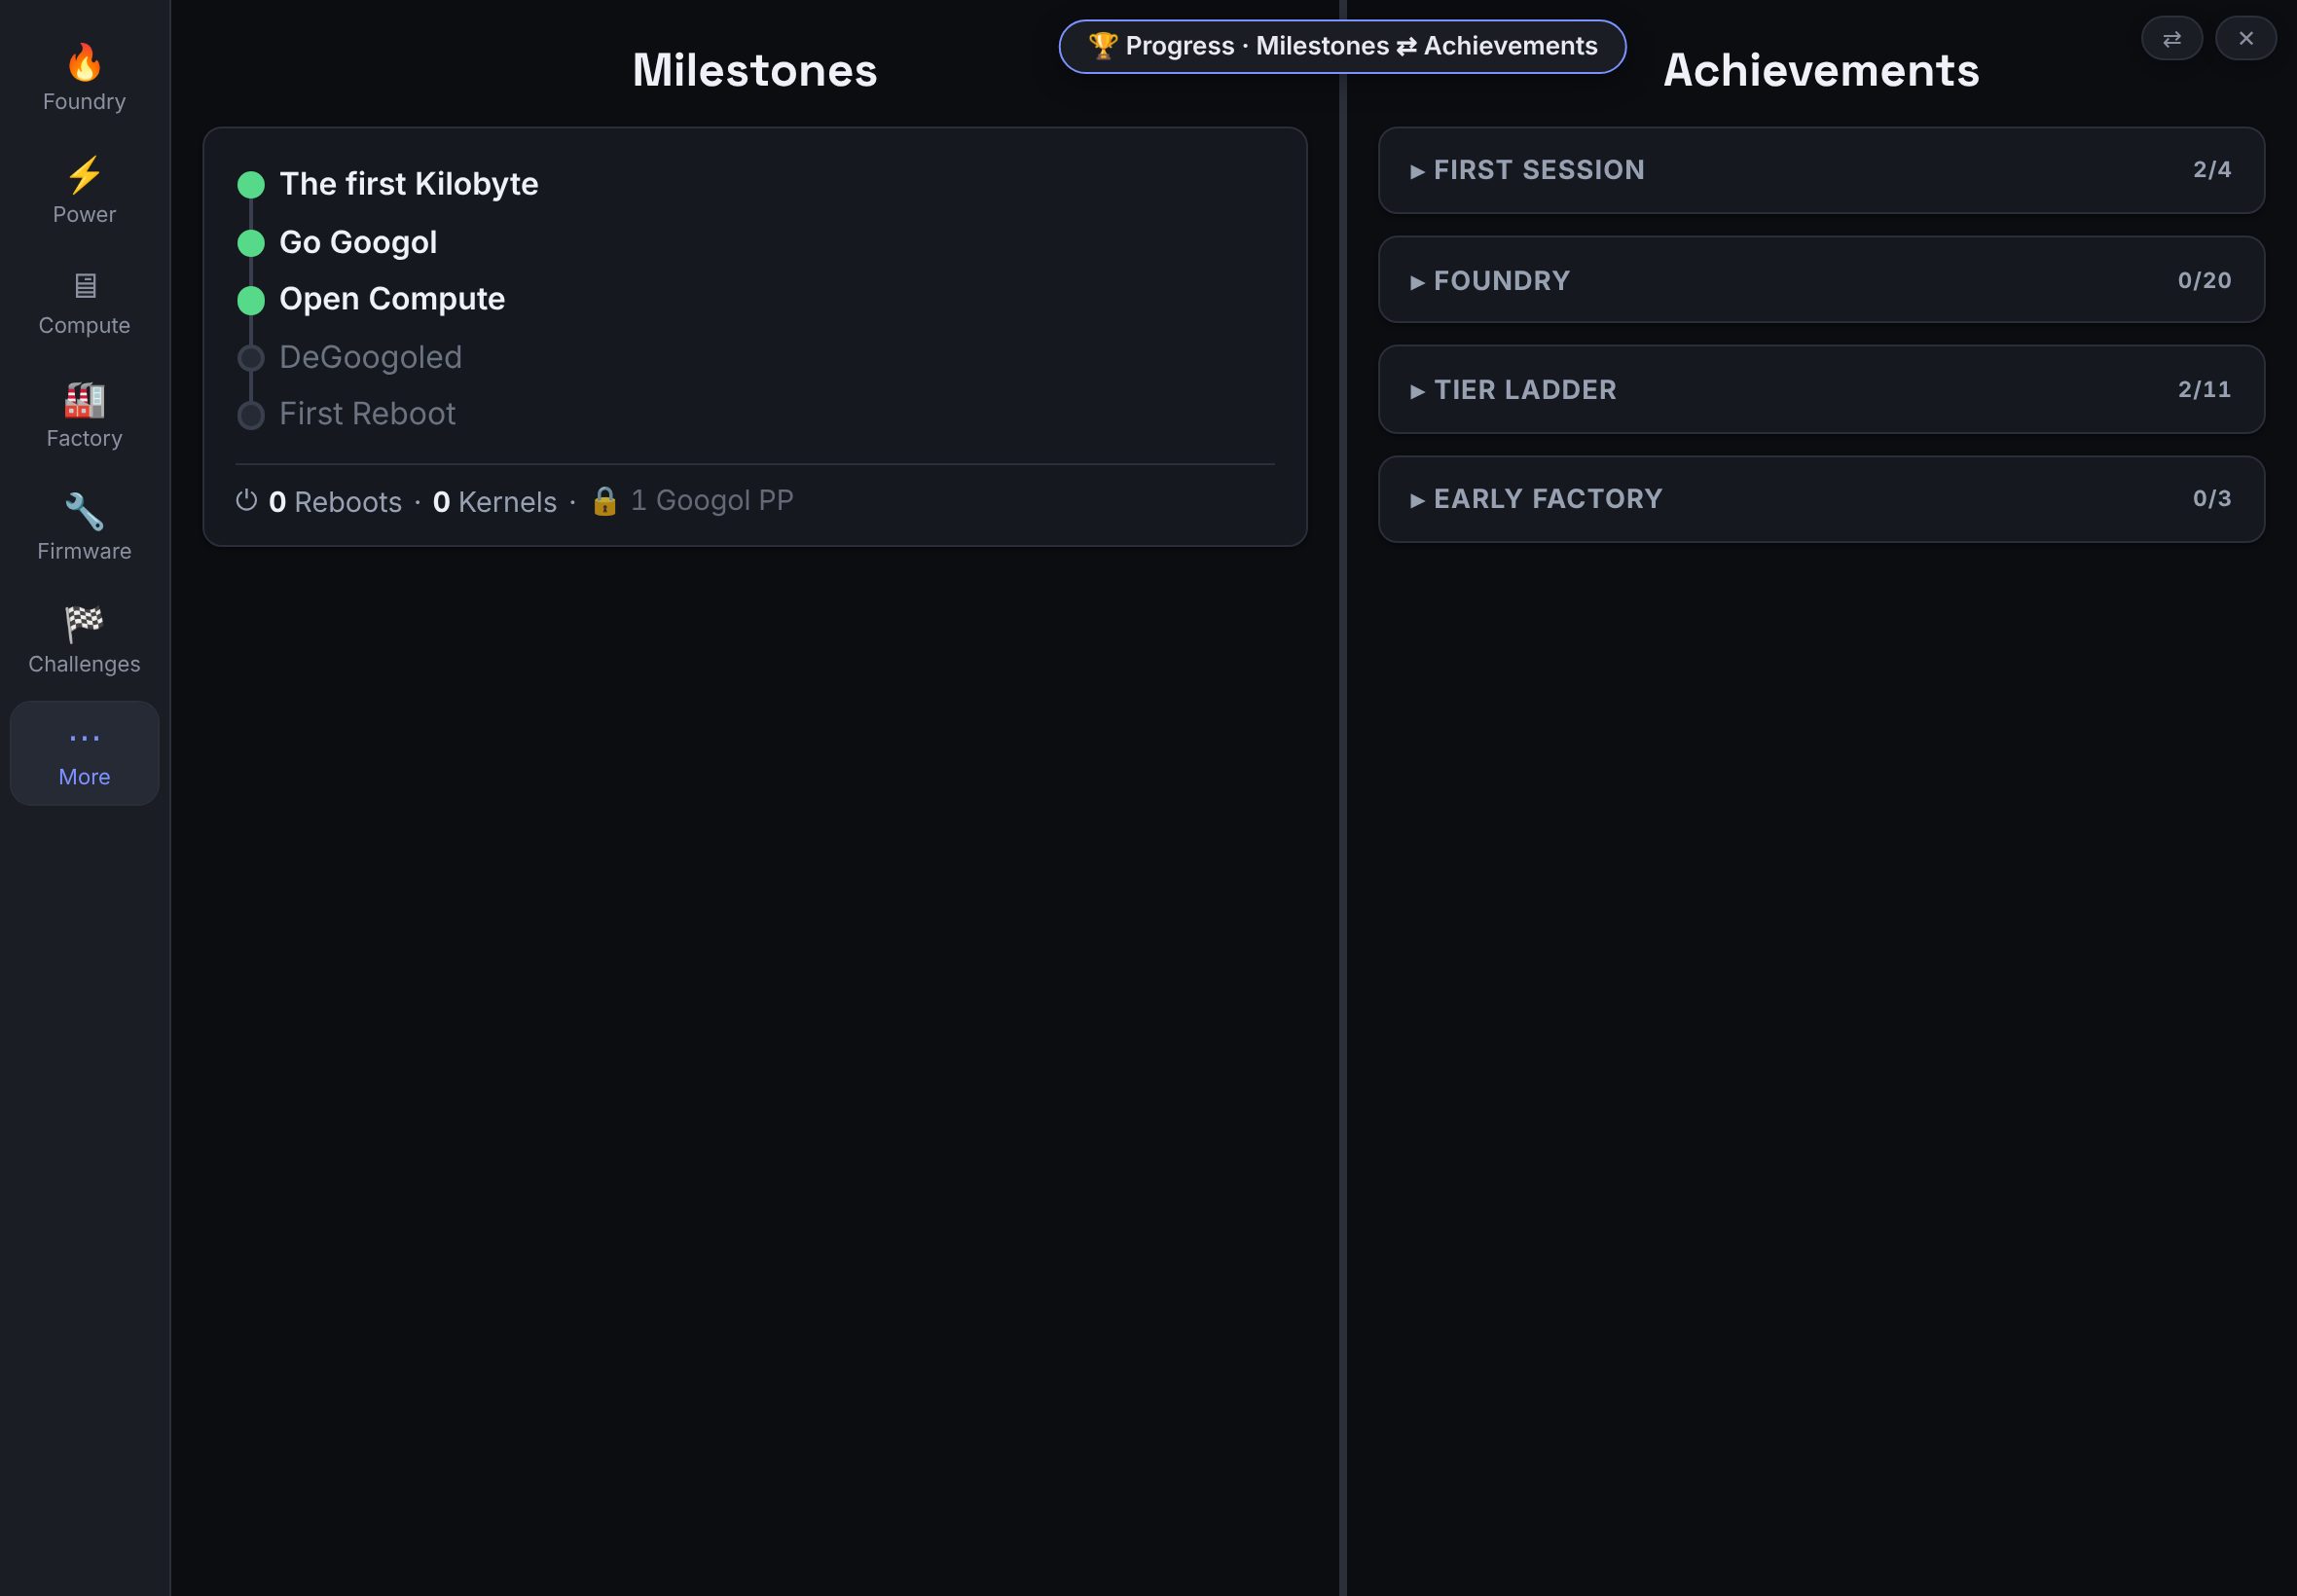 Foundry
Power
Compute
Factory
Firmware
Challenges
More
🏆 Progress · Milestones ⇄ Achievements
Milestones
The first Kilobyte
Go Googol
Open Compute
DeGoogoled
First Reboot
0 Reboots · 0 Kernels · 🔒 1 Googol PP
Achievements
▸ FIRST SESSION 2/4
▸ FOUNDRY 0/20
▸ TIER LADDER 2/11
▸ EARLY FACTORY 0/3